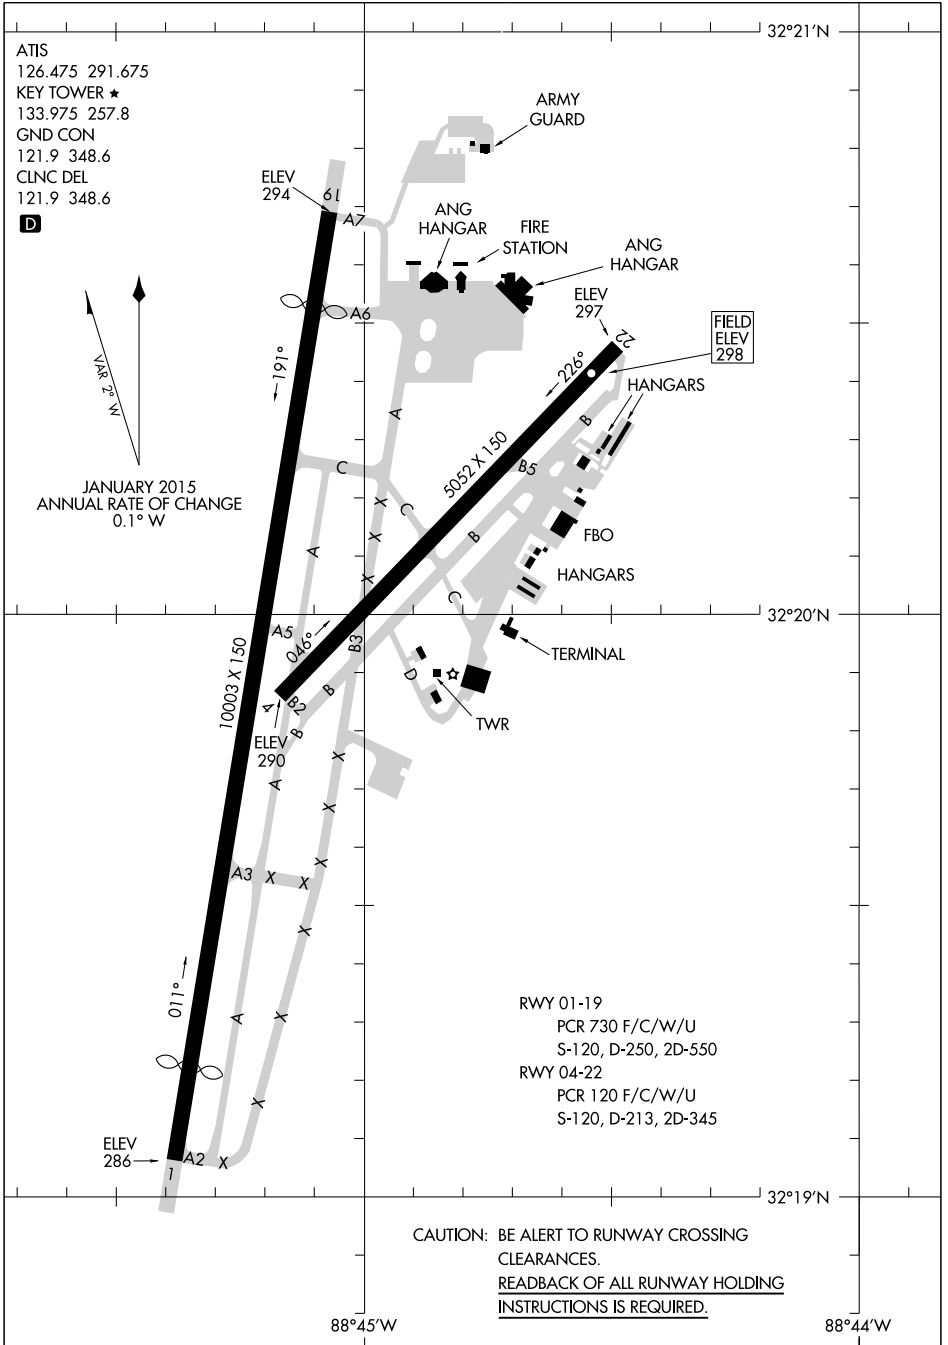 32°21'N
ATIS
126.475 291.675
KEY TOWER ★
133.975 257.8
GND CON
121.9 348.6
CLNC DEL
121.9 348.6
D
ARMY
GUARD
ELEV
294
19
A7
ANG
HANGAR
FIRE
STATION
ANG
HANGAR
ELEV
297
22
FIELD
ELEV
298
A6
VAR 2° W
191°
226°
HANGARS
A
B
5052 X 150
B5
C
JANUARY 2015
ANNUAL RATE OF CHANGE
0.1° W
X
C
X
B
FBO
A
X
HANGARS
C
32°20'N
A5
046°
B3
TERMINAL
10003 X 150
D
B
TWR
4
B2
B
ELEV
290
X
A
X
X
A3
X
X
X
011°
A
X
RWY 01-19
PCR 730 F/C/W/U
S-120, D-250, 2D-550
RWY 04-22
PCR 120 F/C/W/U
S-120, D-213, 2D-345
X
ELEV
286
A2
X
1
32°19'N
CAUTION: BE ALERT TO RUNWAY CROSSING
CLEARANCES.
READBACK OF ALL RUNWAY HOLDING
INSTRUCTIONS IS REQUIRED.
88°45'W
88°44'W